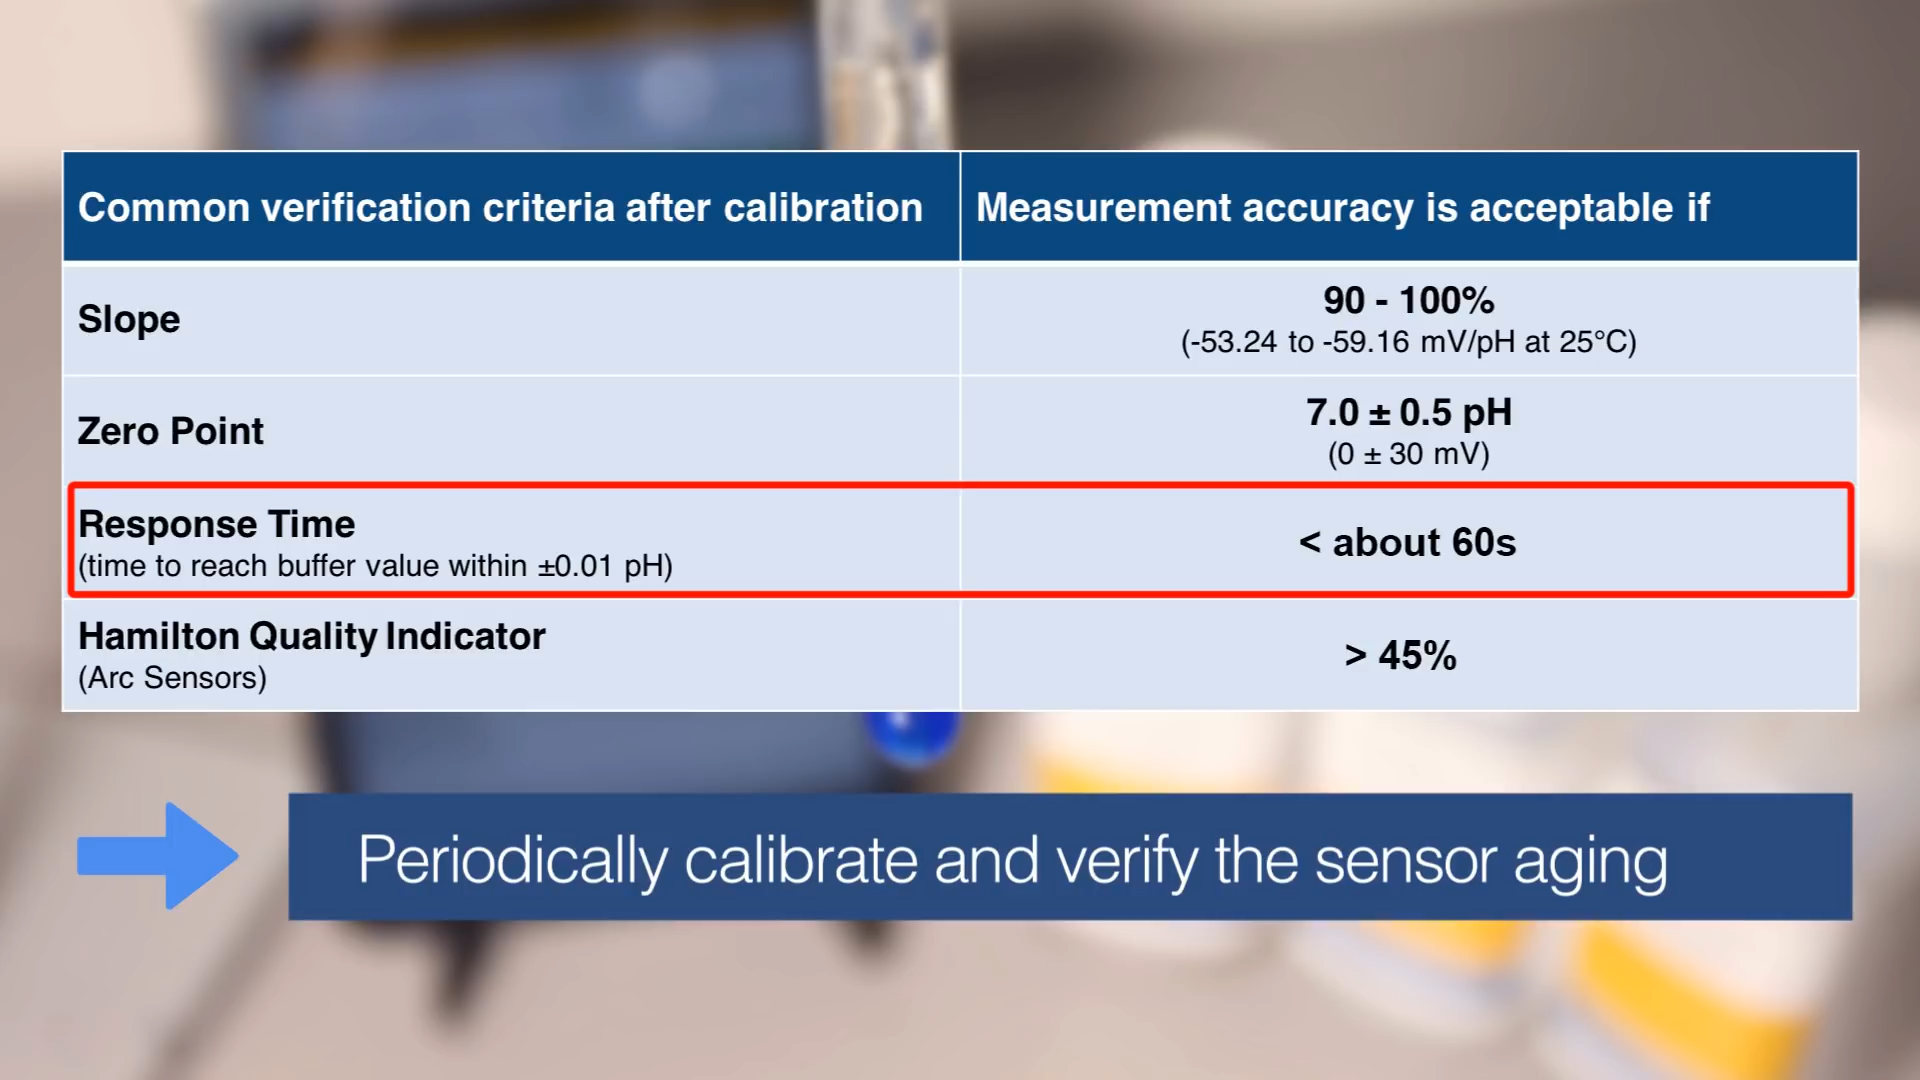 Common verification criteria after calibration
Measurement accuracy is acceptable if
Slope
90 - 100%
(-53.24 to -59.16 mV/pH at 25°C)
Zero Point
7.0 ± 0.5 pH
(0 ± 30 mV)
Response Time
(time to reach buffer value within ±0.01 pH)
< about 60s
Hamilton Quality Indicator
(Arc Sensors)
> 45%
Periodically calibrate and verify the sensor aging